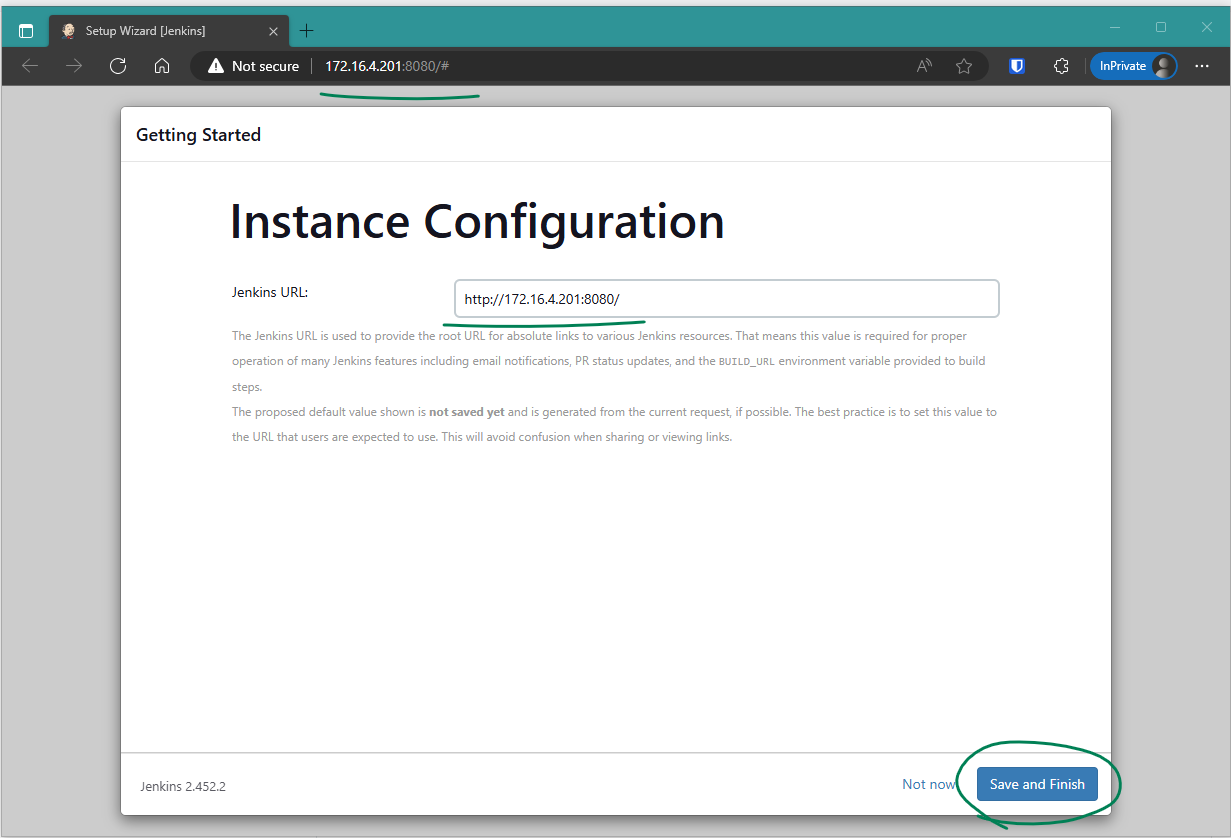 Setup Wizard [Jenkins]
Not secure 172.16.4.201:8080/# InPrivate
Getting Started
Instance Configuration
Jenkins URL: http://172.16.4.201:8080/
The Jenkins URL is used to provide the root URL for absolute links to various Jenkins resources. That means this value is required for proper
operation of many Jenkins features including email notifications, PR status updates, and the BUILD_URL environment variable provided to build
steps.
The proposed default value shown is not saved yet and is generated from the current request, if possible. The best practice is to set this value to
the URL that users are expected to use. This will avoid confusion when sharing or viewing links.
Jenkins 2.452.2 Not now Save and Finish